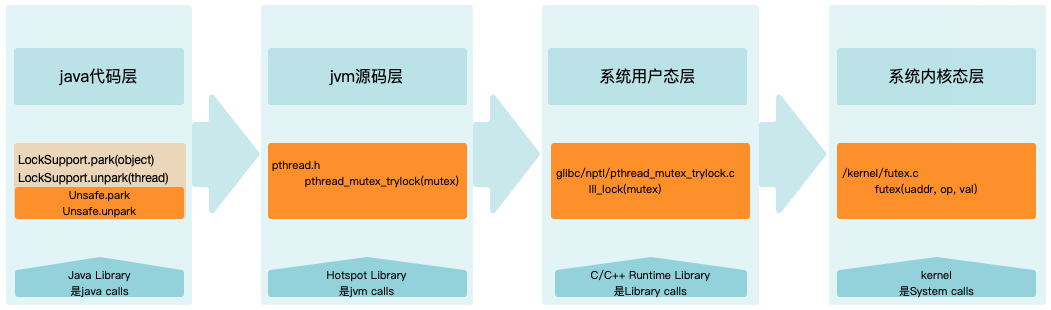 java代码层
LockSupport.park(object)
LockSupport.unpark(thread)
Unsafe.park
Unsafe.unpark
Java Library
是java calls
jvm源码层
pthread.h
pthread_mutex_trylock(mutex)
Hotspot Library
是jvm calls
系统用户态层
glibc/nptl/pthread_mutex_trylock.c
lll_lock(mutex)
C/C++ Runtime Library
是Library calls
系统内核态层
/kernel/futex.c
futex(uaddr, op, val)
kernel
是System calls